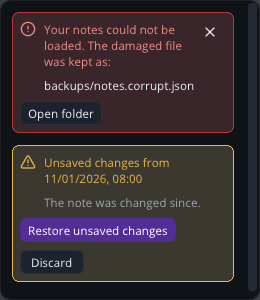 Your notes could not be
loaded. The damaged file
was kept as:
backups/notes.corrupt.json
Open folder
Unsaved changes from
11/01/2026, 08:00
The note was changed since.
Restore unsaved changes
Discard